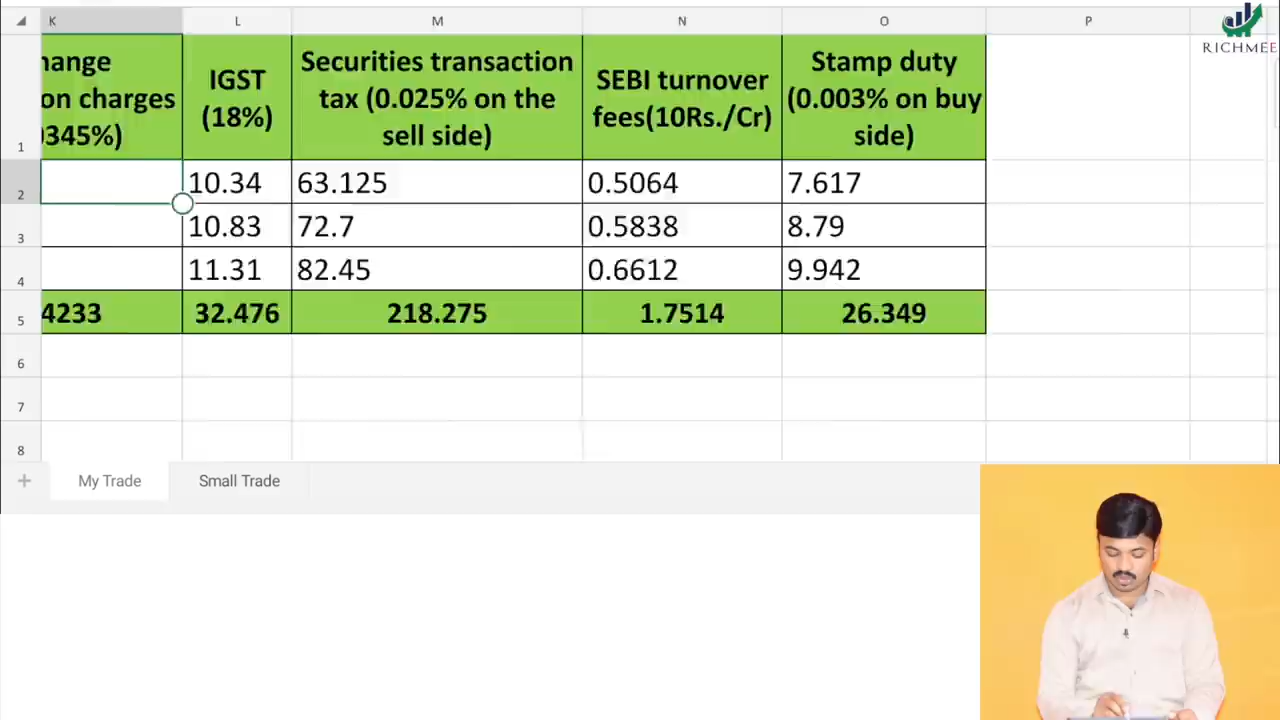 K L M N O P
RICHMEE
hange
on charges
0345%)
IGST
(18%)
Securities transaction
tax (0.025% on the
sell side)
SEBI turnover
fees(10Rs./Cr)
Stamp duty
(0.003% on buy
side)
1
2 10.34 63.125 0.5064 7.617
3 10.83 72.7 0.5838 8.79
4 11.31 82.45 0.6612 9.942
5 4233 32.476 218.275 1.7514 26.349
6
7
8
+ My Trade Small Trade